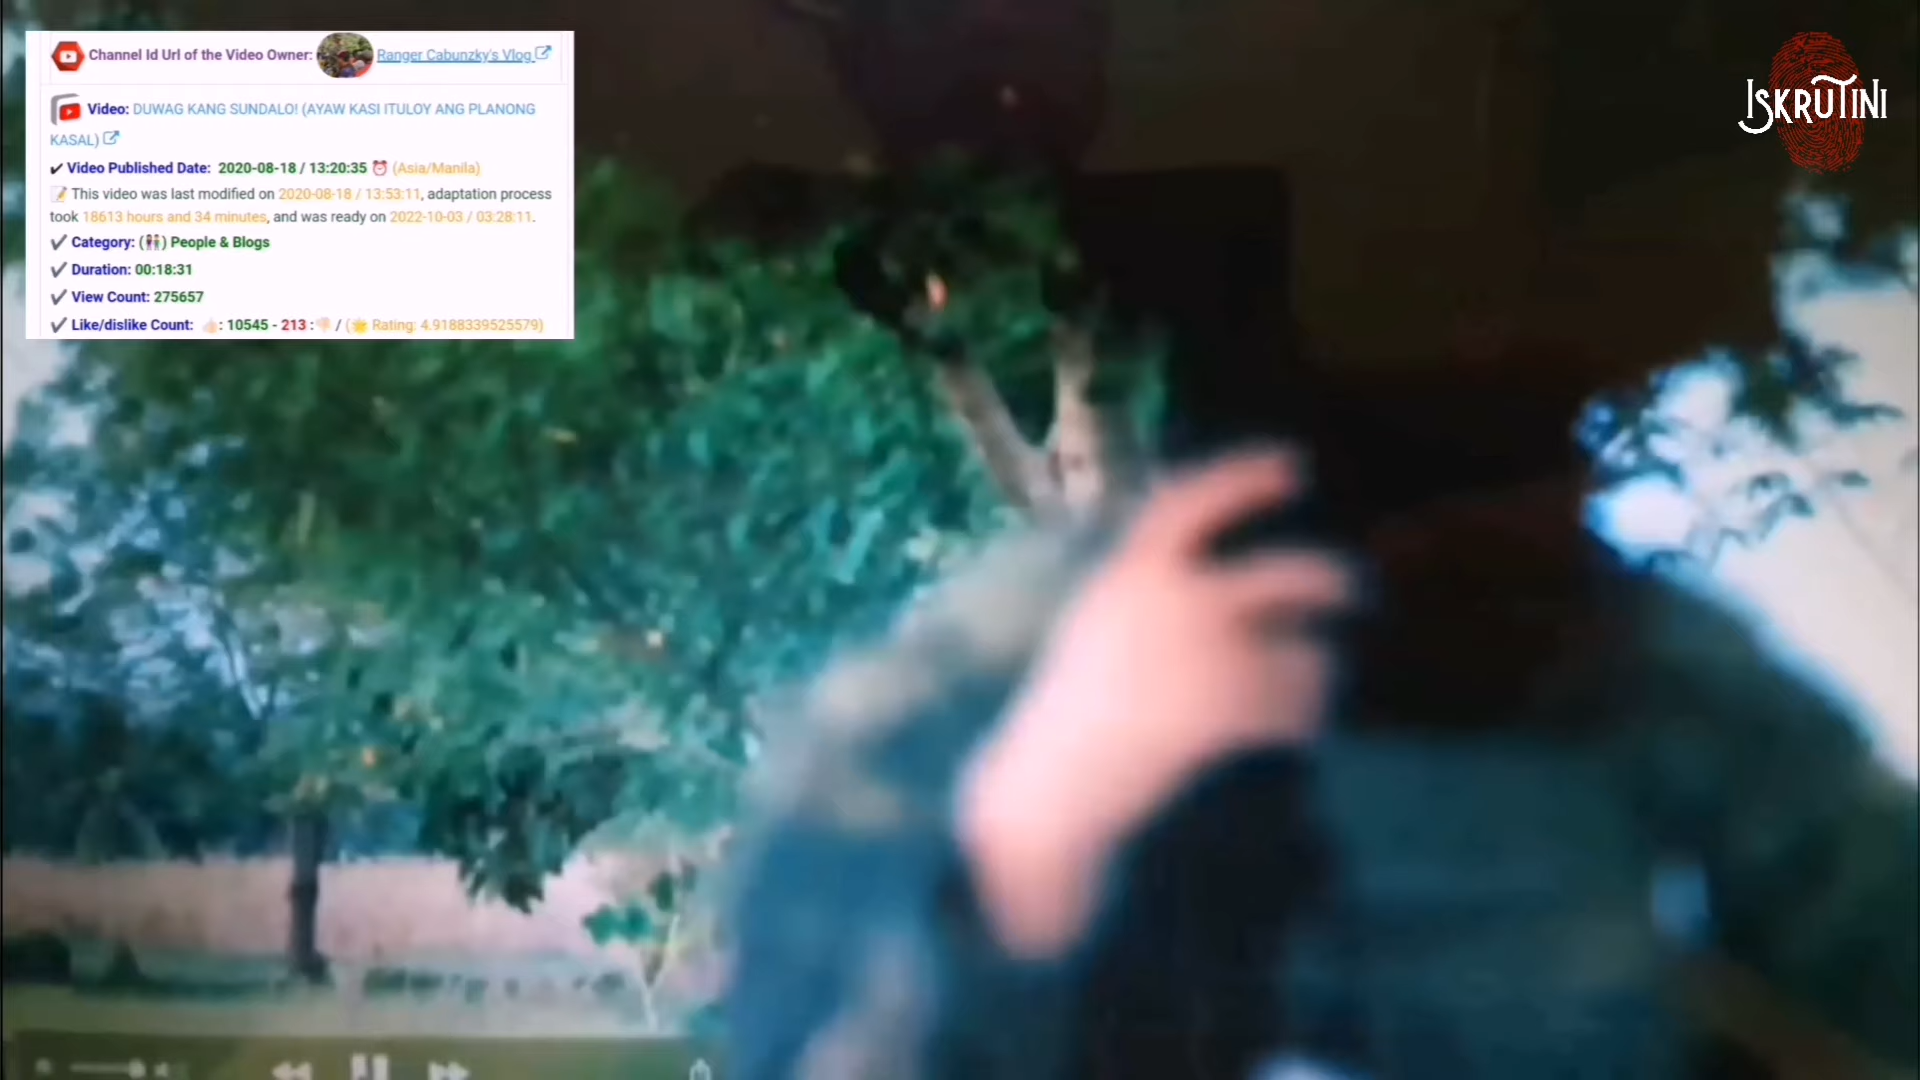 Channel Id Url of the Video Owner: Ranger Cabunzky's Vlog
Video: DUWAG KANG SUNDALO! (AYAW KASI ITULOY ANG PLANONG
KASAL)
✔ Video Published Date: 2020-08-18 / 13:20:35 ⏰ (Asia/Manila)
📝 This video was last modified on 2020-08-18 / 13:53:11, adaptation process
took 18613 hours and 34 minutes, and was ready on 2022-10-03 / 03:28:11.
✔ Category: (👫) People & Blogs
✔ Duration: 00:18:31
✔ View Count: 275657
✔ Like/dislike Count: 👍: 10545 - 213 :👎 / (🌟 Rating: 4.9188339525579)
ISKRUTINI